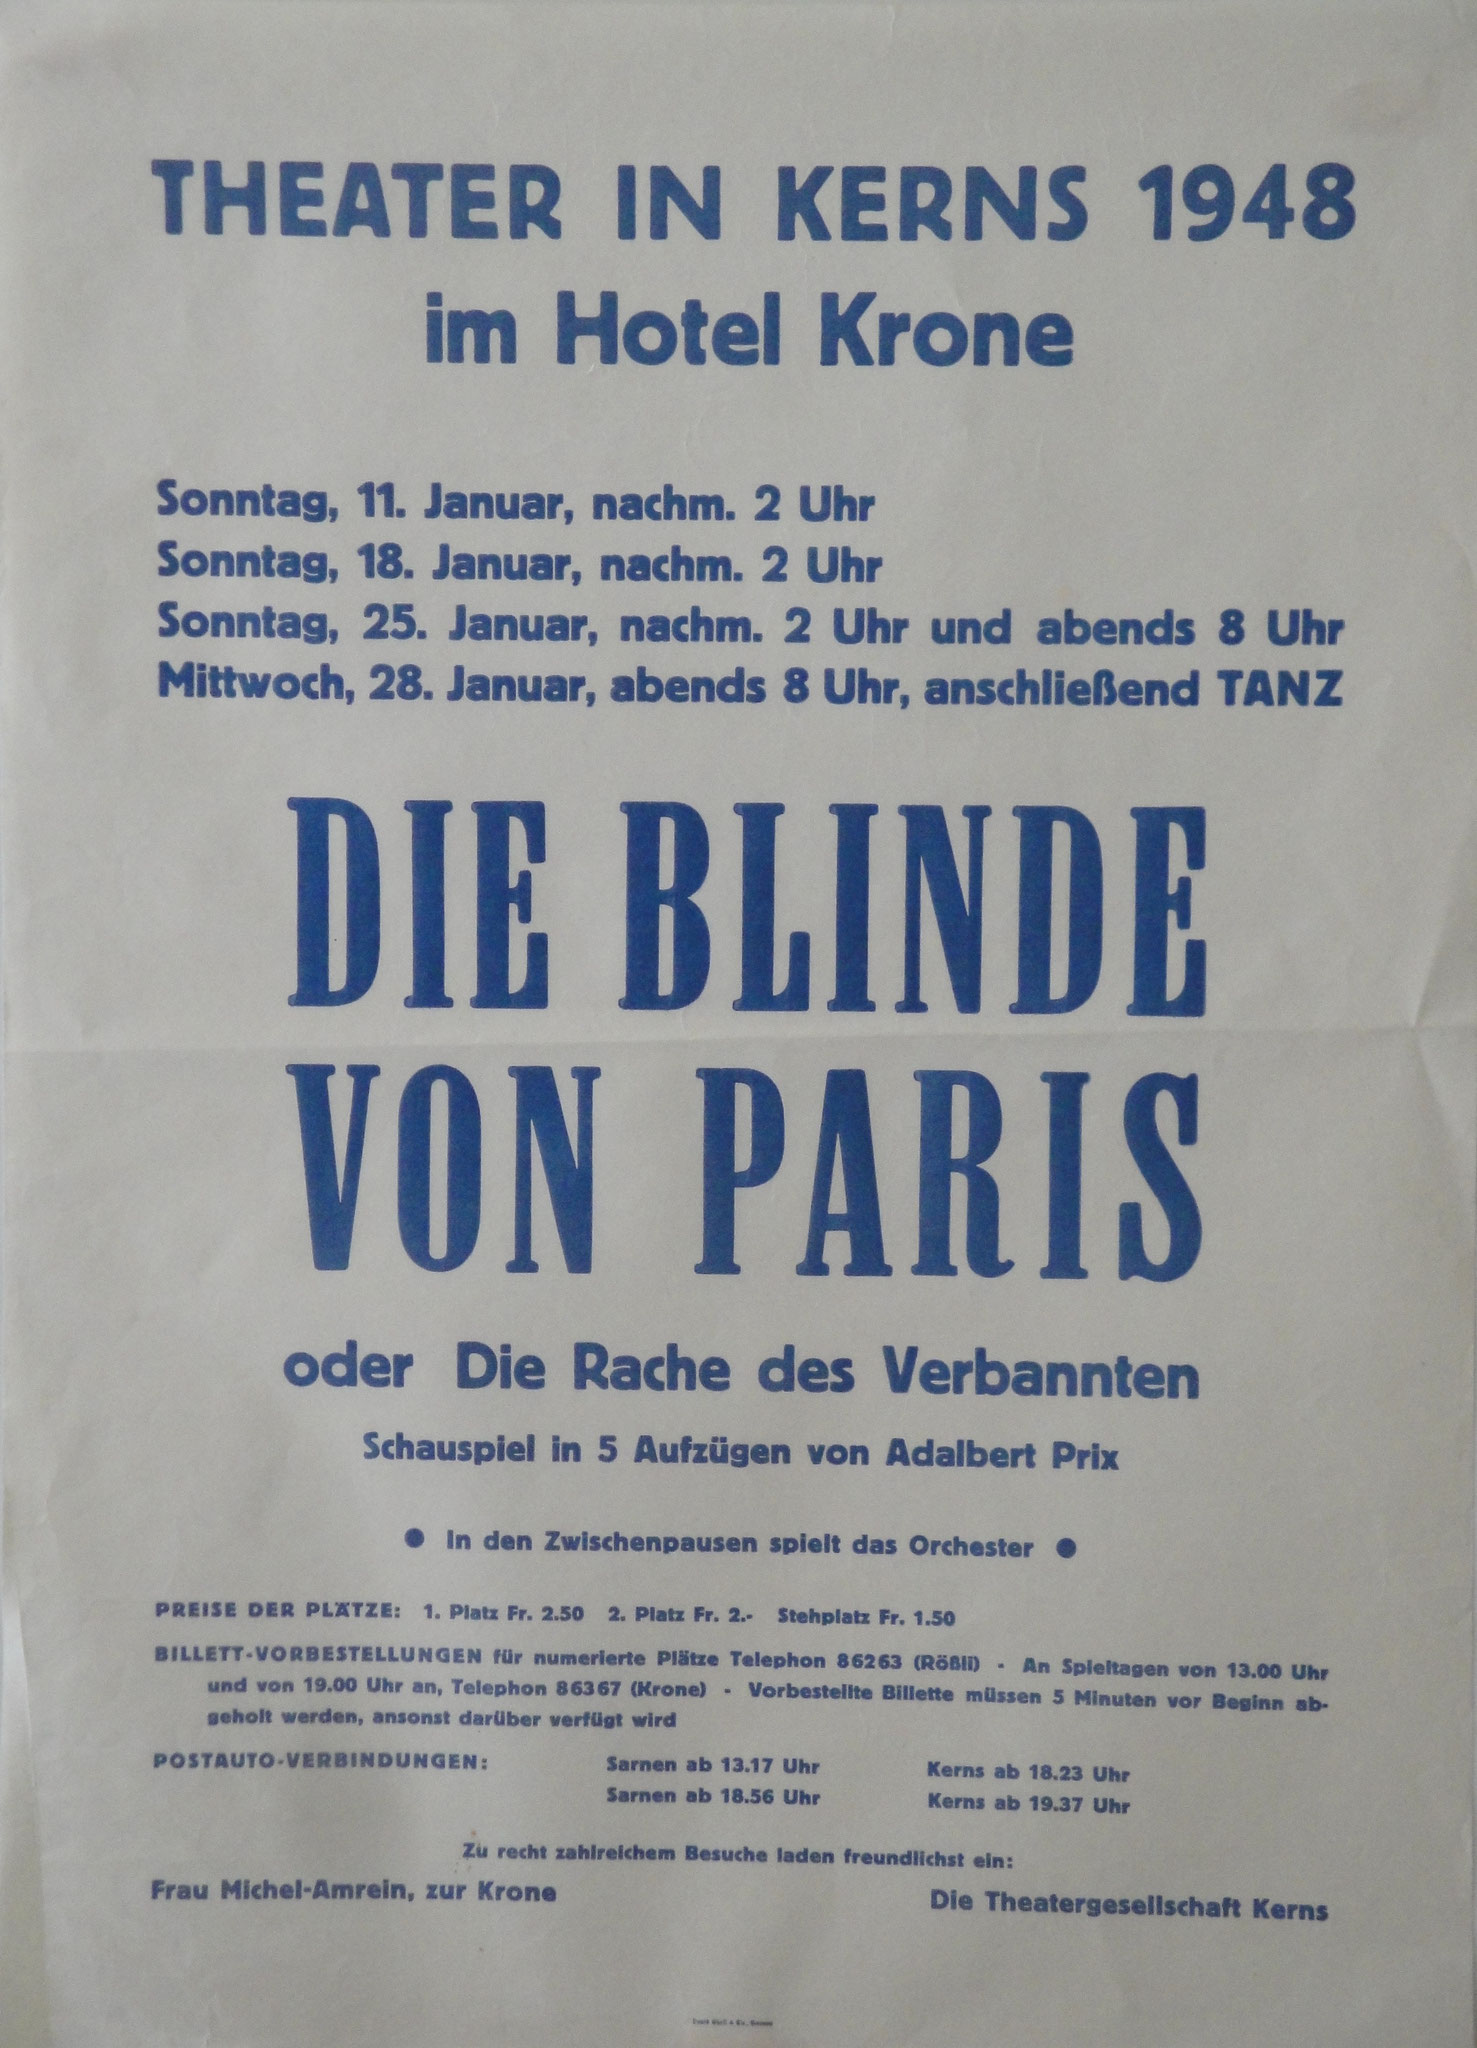 THEATER IN KERNS 1948
im Hotel Krone
Sonntag, 11. Januar, nachm. 2 Uhr
Sonntag, 18. Januar, nachm. 2 Uhr
Sonntag, 25. Januar, nachm. 2 Uhr und abends 8 Uhr
Mittwoch, 28. Januar, abends 8 Uhr, anschließend TANZ
DIE BLINDE
VON PARIS
oder Die Rache des Verbannten
Schauspiel in 5 Aufzügen von Adalbert Prix
● In den Zwischenpausen spielt das Orchester ●
PREISE DER PLÄTZE: 1. Platz Fr. 2.50 2. Platz Fr. 2.- Stehplatz Fr. 1.50
BILLETT-VORBESTELLUNGEN für numerierte Plätze Telephon 86263 (Rößli) - An Spieltagen von 13.00 Uhr
und von 19.00 Uhr an, Telephon 86367 (Krone) - Vorbestellte Billette müssen 5 Minuten vor Beginn ab-
geholt werden, ansonst darüber verfügt wird
POSTAUTO-VERBINDUNGEN: Sarnen ab 13.17 Uhr Kerns ab 18.23 Uhr
Sarnen ab 18.56 Uhr Kerns ab 19.37 Uhr
Zu recht zahlreichem Besuche laden freundlichst ein:
Frau Michel-Amrein, zur Krone Die Theatergesellschaft Kerns